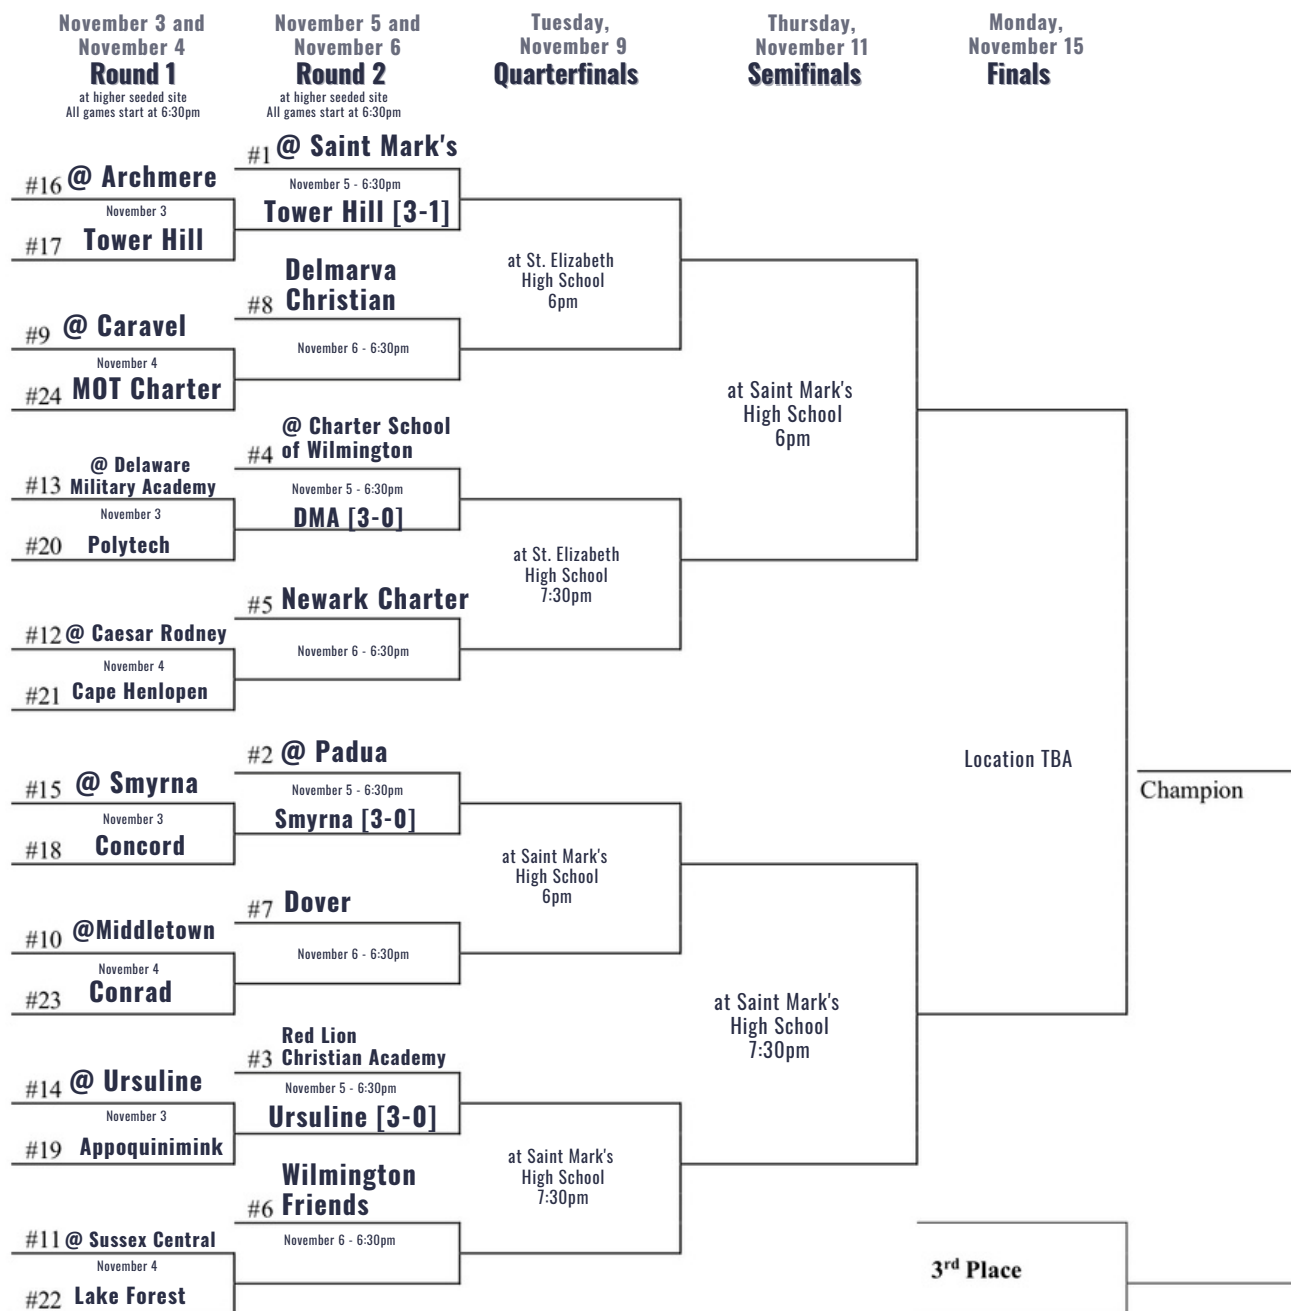 November 3 and
November 4
Round 1
at higher seeded site
All games start at 6:30pm
November 5 and
November 6
Round 2
at higher seeded site
All games start at 6:30pm
Tuesday,
November 9
Quarterfinals
Thursday,
November 11
Semifinals
Monday,
November 15
Finals
#16 @ Archmere
November 3
#17 Tower Hill
#9 @ Caravel
November 4
#24 MOT Charter
#13 @ Delaware
Military Academy
November 3
#20 Polytech
#12 @ Caesar Rodney
November 4
#21 Cape Henlopen
#15 @ Smyrna
November 3
#18 Concord
#10 @Middletown
November 4
#23 Conrad
#14 @ Ursuline
November 3
#19 Appoquinimink
#11 @ Sussex Central
November 4
#22 Lake Forest
#1 @ Saint Mark's
November 5 - 6:30pm
Tower Hill [3-1]
Delmarva
#8 Christian
November 6 - 6:30pm
@ Charter School
#4 of Wilmington
November 5 - 6:30pm
DMA [3-0]
#5 Newark Charter
November 6 - 6:30pm
#2 @ Padua
November 5 - 6:30pm
Smyrna [3-0]
#7 Dover
November 6 - 6:30pm
Red Lion
#3 Christian Academy
November 5 - 6:30pm
Ursuline [3-0]
Wilmington
#6 Friends
November 6 - 6:30pm
at St. Elizabeth
High School
6pm
at St. Elizabeth
High School
7:30pm
at Saint Mark's
High School
6pm
at Saint Mark's
High School
7:30pm
at Saint Mark's
High School
6pm
at Saint Mark's
High School
7:30pm
Location TBA
Champion
3rd Place